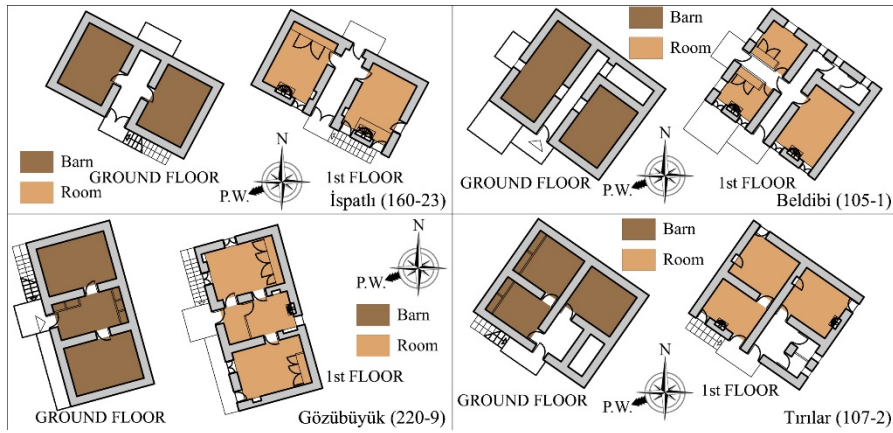 Barn
Room
GROUND FLOOR
N
P.W.
1st FLOOR
İspatlı (160-23)
Barn
Room
GROUND FLOOR
N
P.W.
1st FLOOR
Beldibi (105-1)
GROUND FLOOR
N
P.W.
Barn
Room
1st FLOOR
Gözübüyük (220-9)
Barn
Room
GROUND FLOOR
N
P.W.
1st FLOOR
Tırılar (107-2)